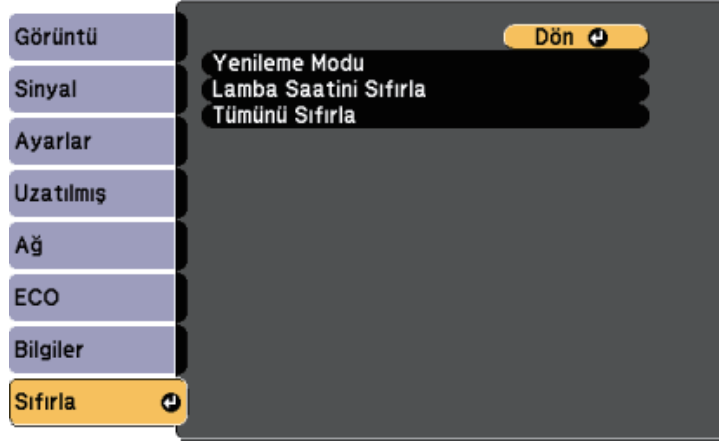 Görüntü
Sinyal
Ayarlar
Uzatılmış
Ağ
ECO
Bilgiler
Sıfırla
Dön
Yenileme Modu
Lamba Saatini Sıfırla
Tümünü Sıfırla